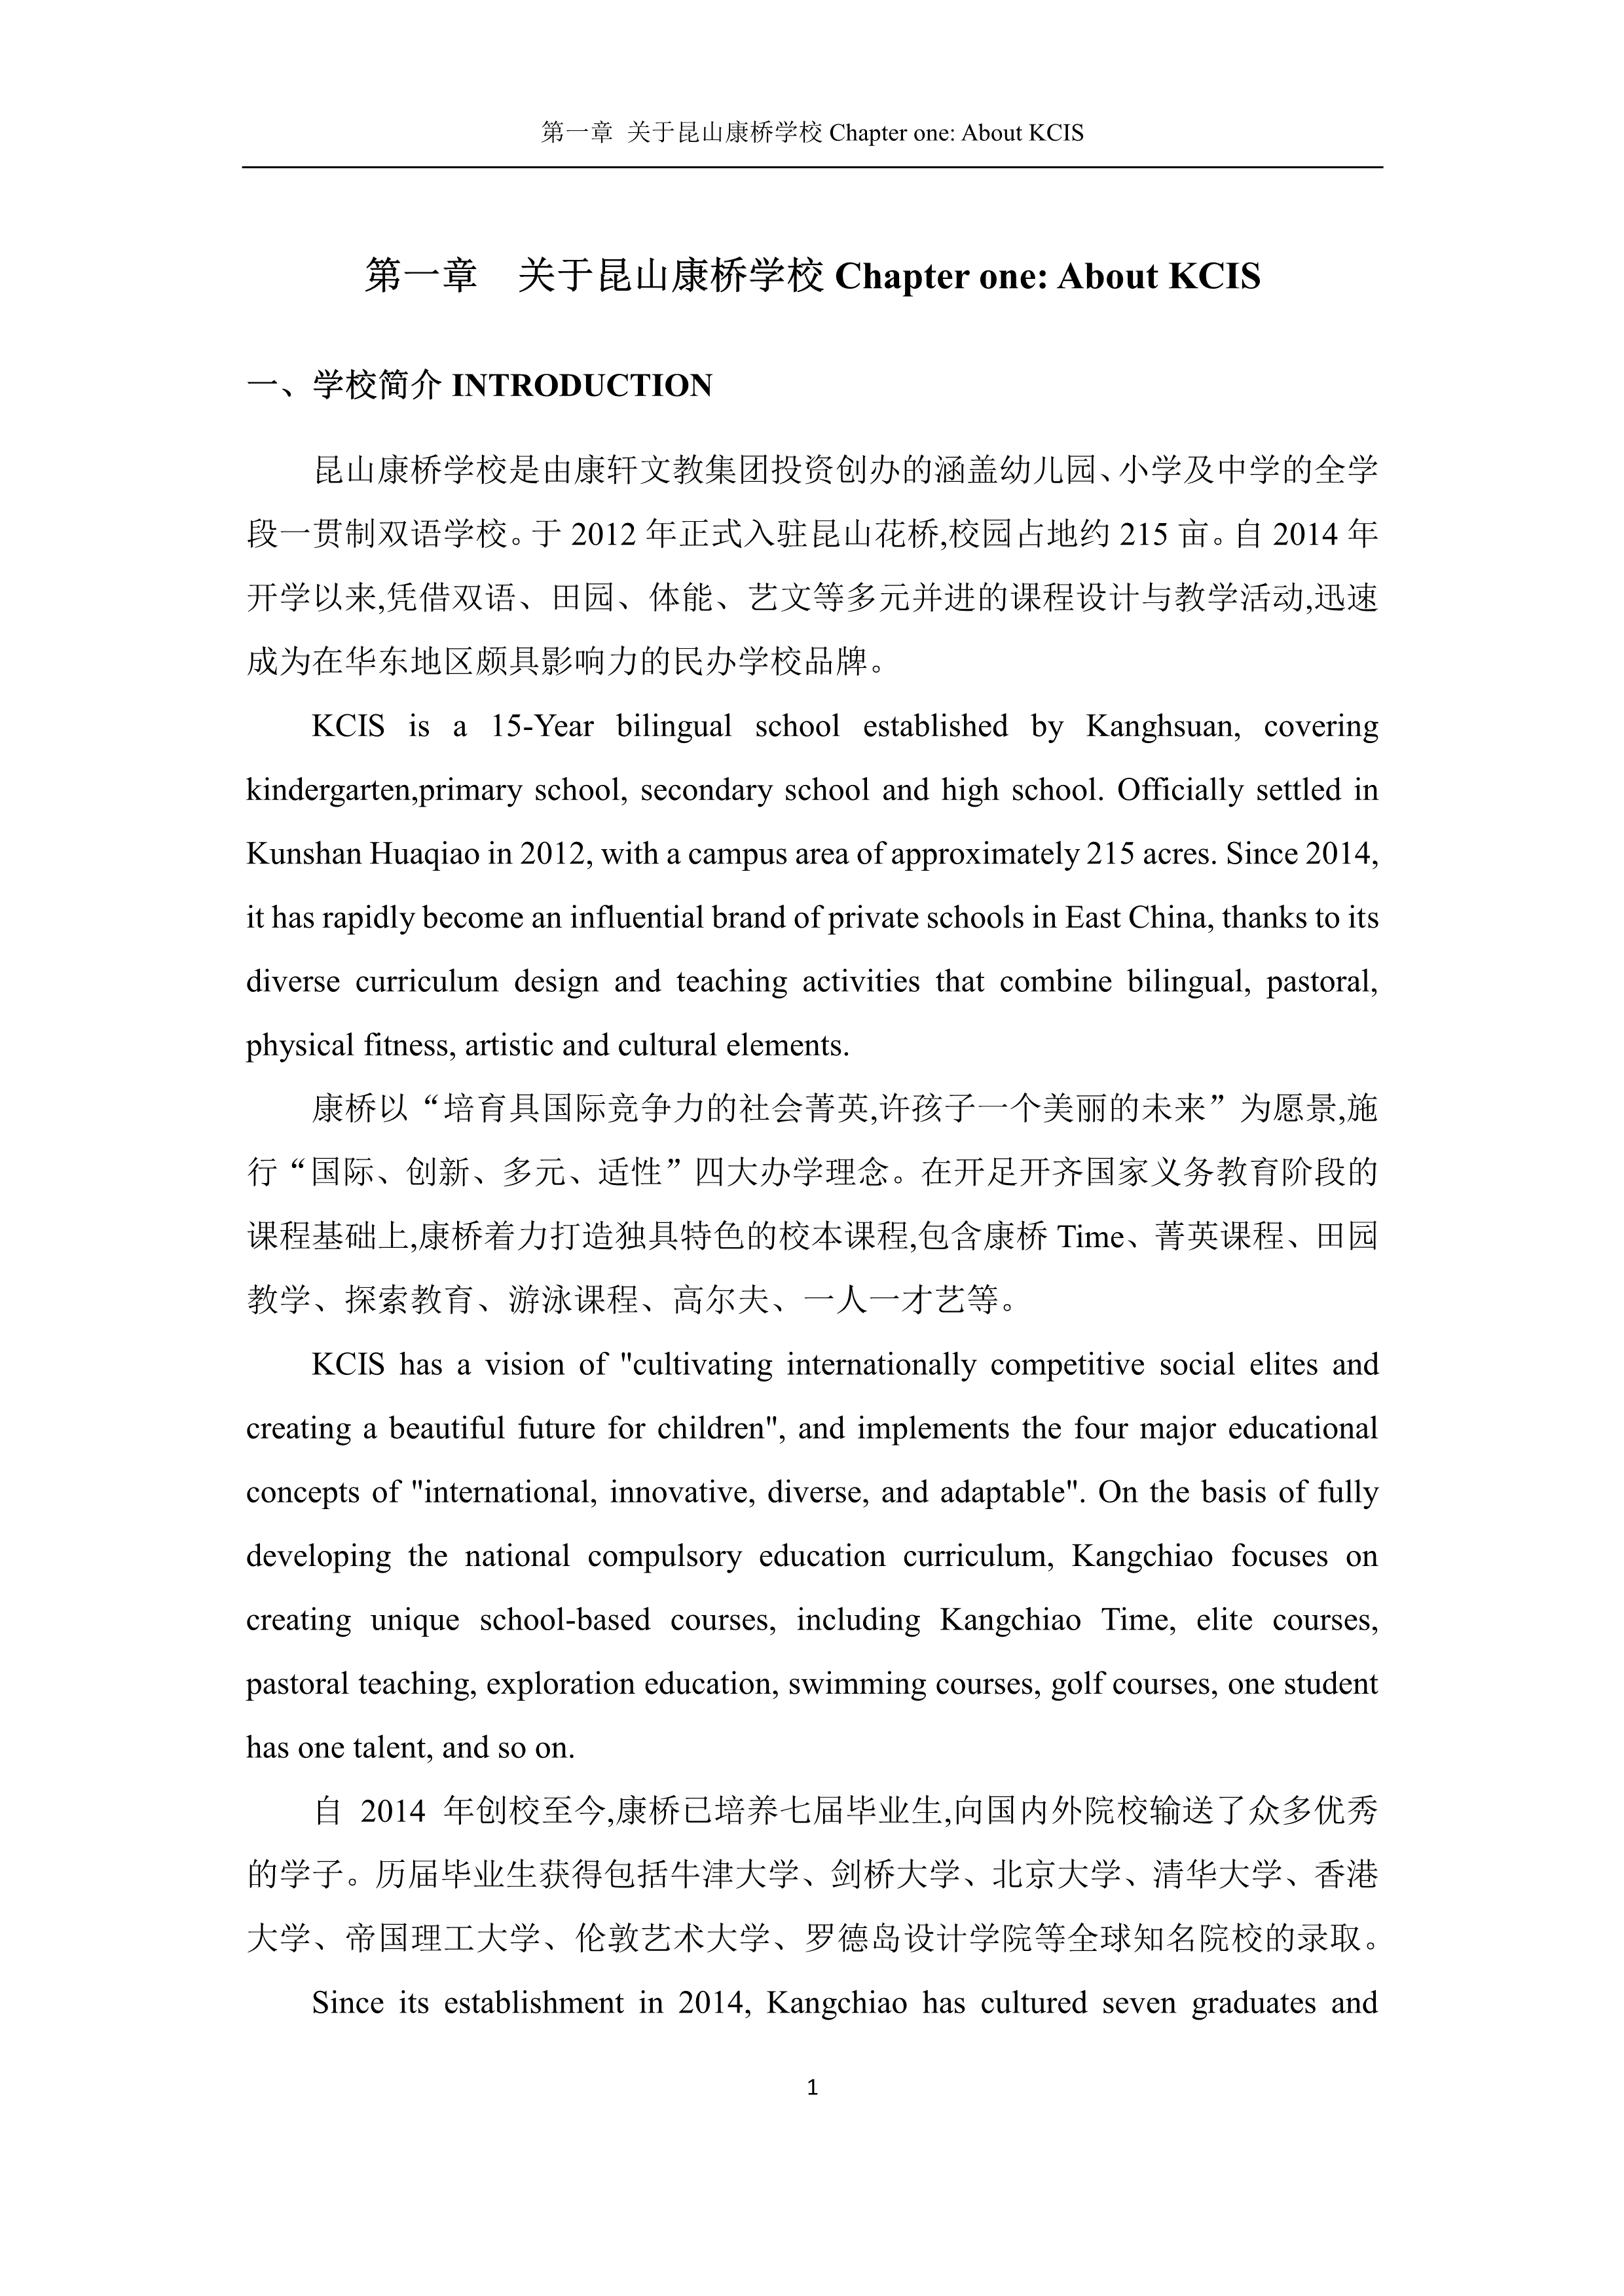 第一章 关于昆山康桥学校 Chapter one: About KCIS
第一章 关于昆山康桥学校 Chapter one: About KCIS
一、学校简介 INTRODUCTION
昆山康桥学校是由康轩文教集团投资创办的涵盖幼儿园、小学及中学的全学
段一贯制双语学校。于 2012 年正式入驻昆山花桥,校园占地约 215 亩。自 2014 年
开学以来,凭借双语、田园、体能、艺文等多元并进的课程设计与教学活动,迅速
成为在华东地区颇具影响力的民办学校品牌。
KCIS is a 15-Year bilingual school established by Kanghsuan, covering
kindergarten,primary school, secondary school and high school. Officially settled in
Kunshan Huaqiao in 2012, with a campus area of approximately 215 acres. Since 2014,
it has rapidly become an influential brand of private schools in East China, thanks to its
diverse curriculum design and teaching activities that combine bilingual, pastoral,
physical fitness, artistic and cultural elements.
康桥以“培育具国际竞争力的社会菁英,许孩子一个美丽的未来”为愿景,施
行“国际、创新、多元、适性”四大办学理念。在开足开齐国家义务教育阶段的
课程基础上,康桥着力打造独具特色的校本课程,包含康桥 Time、菁英课程、田园
教学、探索教育、游泳课程、高尔夫、一人一才艺等。
KCIS has a vision of "cultivating internationally competitive social elites and
creating a beautiful future for children", and implements the four major educational
concepts of "international, innovative, diverse, and adaptable". On the basis of fully
developing the national compulsory education curriculum, Kangchiao focuses on
creating unique school-based courses, including Kangchiao Time, elite courses,
pastoral teaching, exploration education, swimming courses, golf courses, one student
has one talent, and so on.
自 2014 年创校至今,康桥已培养七届毕业生,向国内外院校输送了众多优秀
的学子。历届毕业生获得包括牛津大学、剑桥大学、北京大学、清华大学、香港
大学、帝国理工大学、伦敦艺术大学、罗德岛设计学院等全球知名院校的录取。
Since its establishment in 2014, Kangchiao has cultured seven graduates and
1